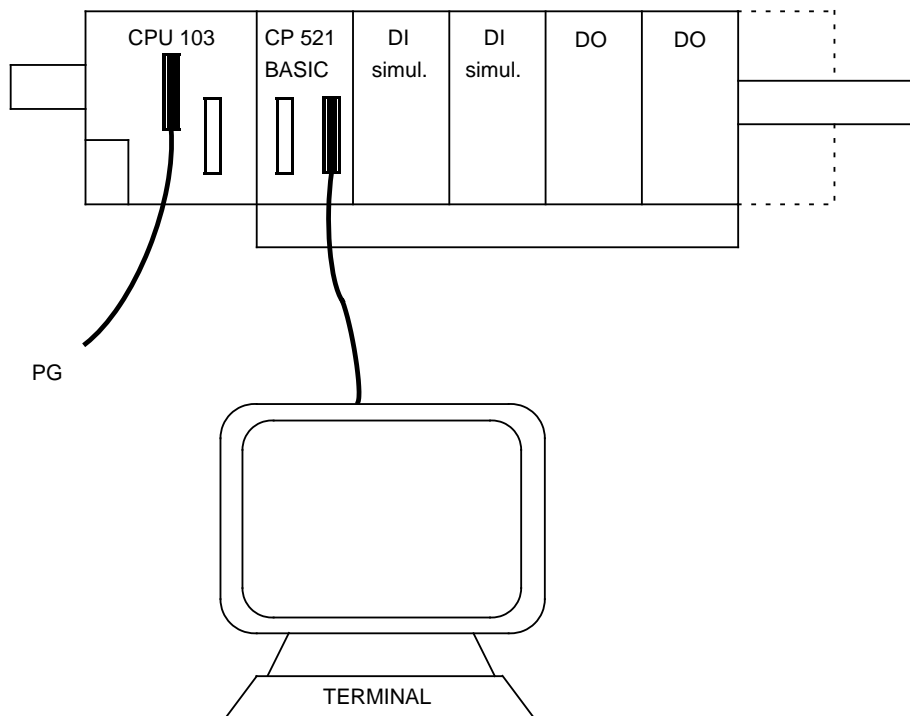 CPU 103
CP 521
BASIC
DI
simul.
DI
simul.
DO
DO
PG
TERMINAL